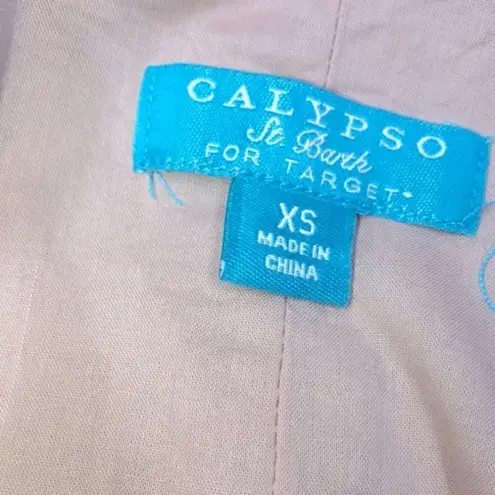 CALYPSO
St. Barth
FOR TARGET•
XS
MADE IN
CHINA